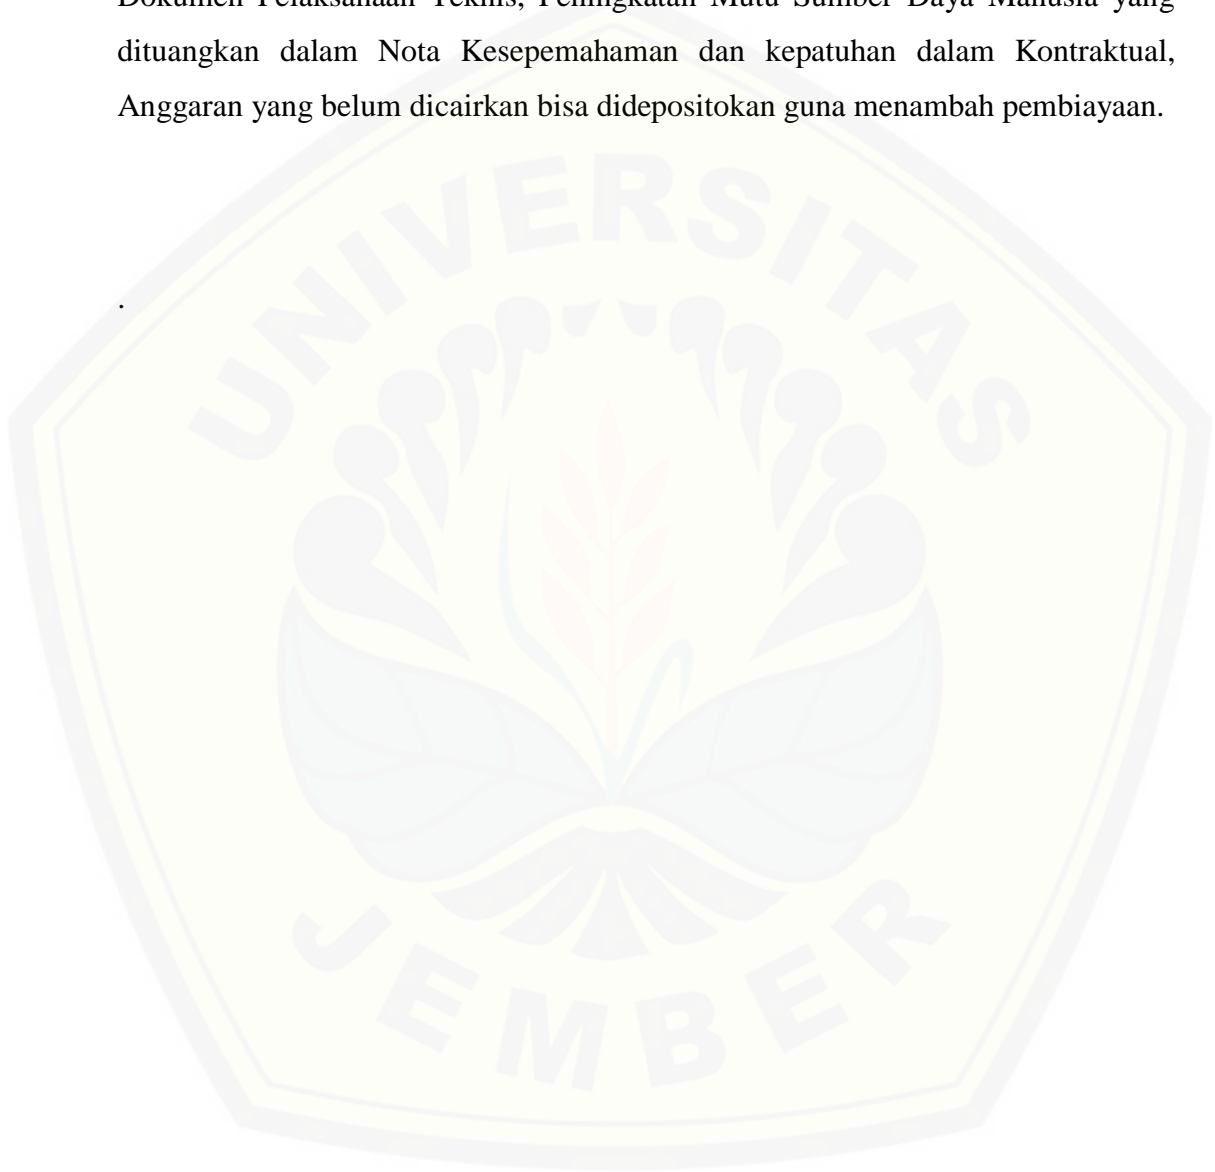 Dokumen Pelaksanaan Teknis, Peningkatan Mutu Sumber Daya Manusia yang
dituangkan dalam Nota Kesepemahaman dan kepatuhan dalam Kontraktual,
Anggaran yang belum dicairkan bisa didepositokan guna menambah pembiayaan.
UNIVERSITAS
.
JEMBER